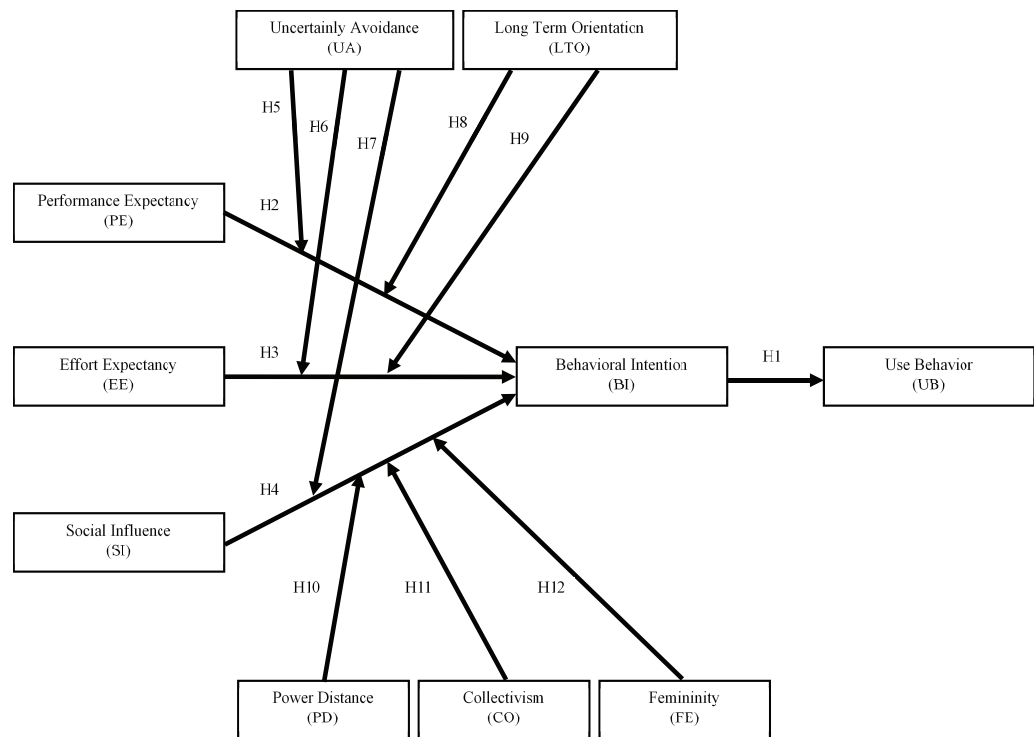 Uncertainly Avoidance
(UA)
Long Term Orientation
(LTO)
H5
H6
H7
H8
H9
Performance Expectancy
(PE)
H2
Effort Expectancy
(EE)
H3
Behavioral Intention
(BI)
H1
Use Behavior
(UB)
Social Influence
(SI)
H4
H10
H11
H12
Power Distance
(PD)
Collectivism
(CO)
Femininity
(FE)